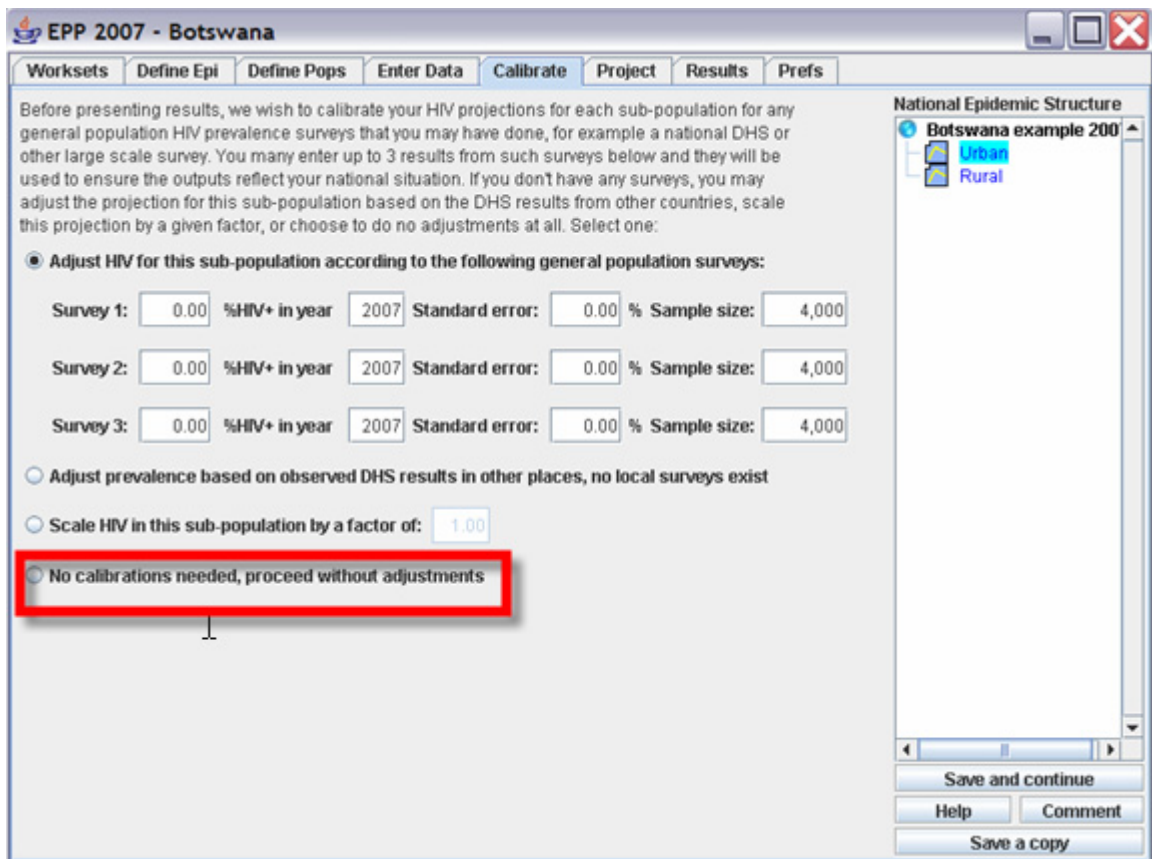 EPP 2007 - Botswana
Worksets Define Epi Define Pops Enter Data Calibrate Project Results Prefs
Before presenting results, we wish to calibrate your HIV projections for each sub-population for any
general population HIV prevalence surveys that you may have done, for example a national DHS or
other large scale survey. You many enter up to 3 results from such surveys below and they will be
used to ensure the outputs reflect your national situation. If you don't have any surveys, you may
adjust the projection for this sub-population based on the DHS results from other countries, scale
this projection by a given factor, or choose to do no adjustments at all. Select one:
Adjust HIV for this sub-population according to the following general population surveys:
Survey 1: 0.00 %HIV+ in year 2007 Standard error: 0.00 % Sample size: 4,000
Survey 2: 0.00 %HIV+ in year 2007 Standard error: 0.00 % Sample size: 4,000
Survey 3: 0.00 %HIV+ in year 2007 Standard error: 0.00 % Sample size: 4,000
Adjust prevalence based on observed DHS results in other places, no local surveys exist
Scale HIV in this sub-population by a factor of: 1.00
No calibrations needed, proceed without adjustments
National Epidemic Structure
Botswana example 200
Urban
Rural
Save and continue
Help Comment
Save a copy